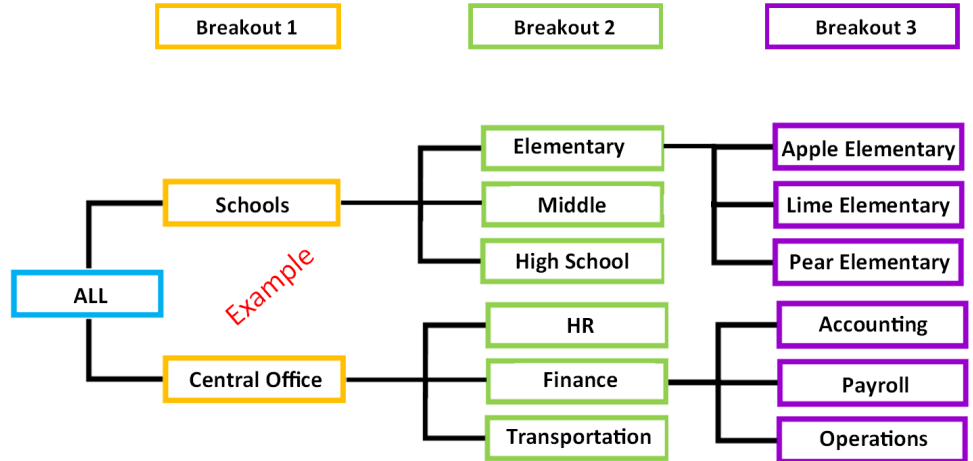 Breakout 1
Breakout 2
Breakout 3
Elementary
Apple Elementary
Schools
Middle
Lime Elementary
High School
Pear Elementary
Example
ALL
HR
Accounting
Central Office
Finance
Payroll
Transportation
Operations